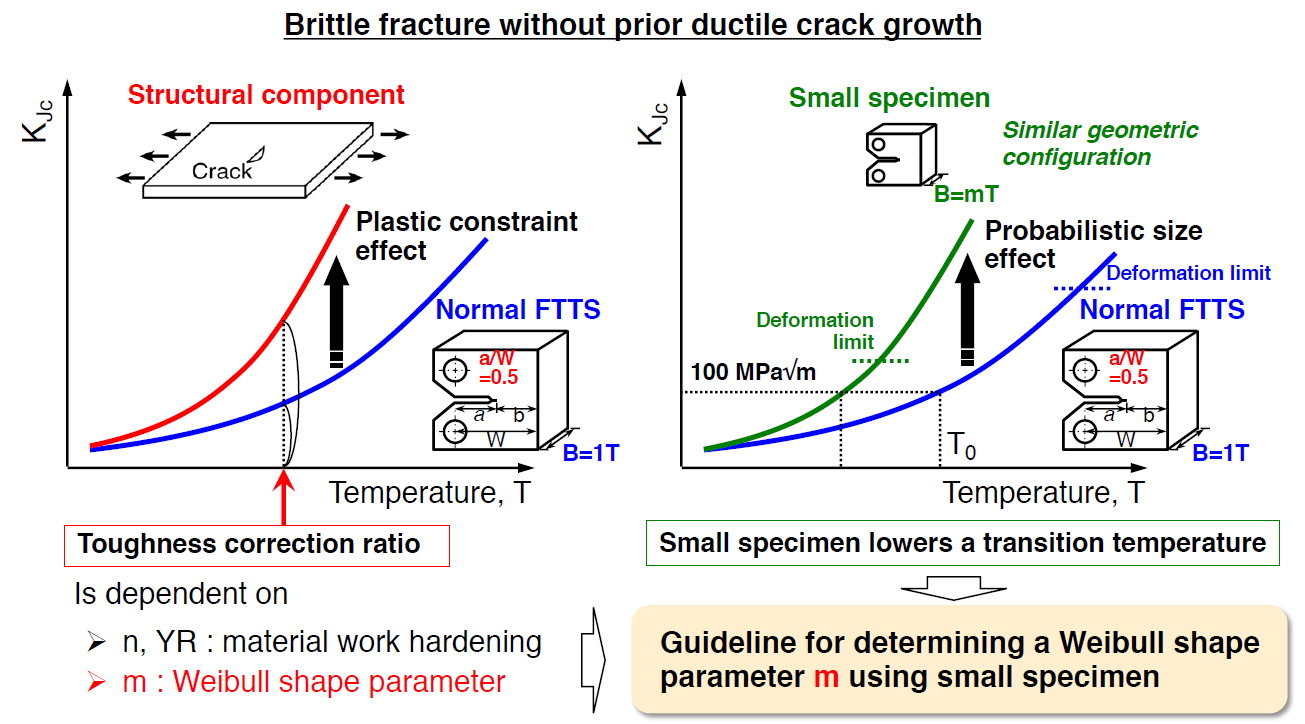 Brittle fracture without prior ductile crack growth
K_Jc
Structural component
Crack
Plastic constraint
effect
Normal FTTS
a/W
=0.5
a
b
W
B=1T
Temperature, T
Toughness correction ratio
Is dependent on
➢ n, YR : material work hardening
➢ m : Weibull shape parameter
K_Jc
Small specimen
Similar geometric
configuration
B=mT
Probabilistic size
effect
Deformation limit
Normal FTTS
Deformation
limit
100 MPa√m
a/W
=0.5
a
b
W
T₀
B=1T
Temperature, T
Small specimen lowers a transition temperature
Guideline for determining a Weibull shape
parameter m using small specimen